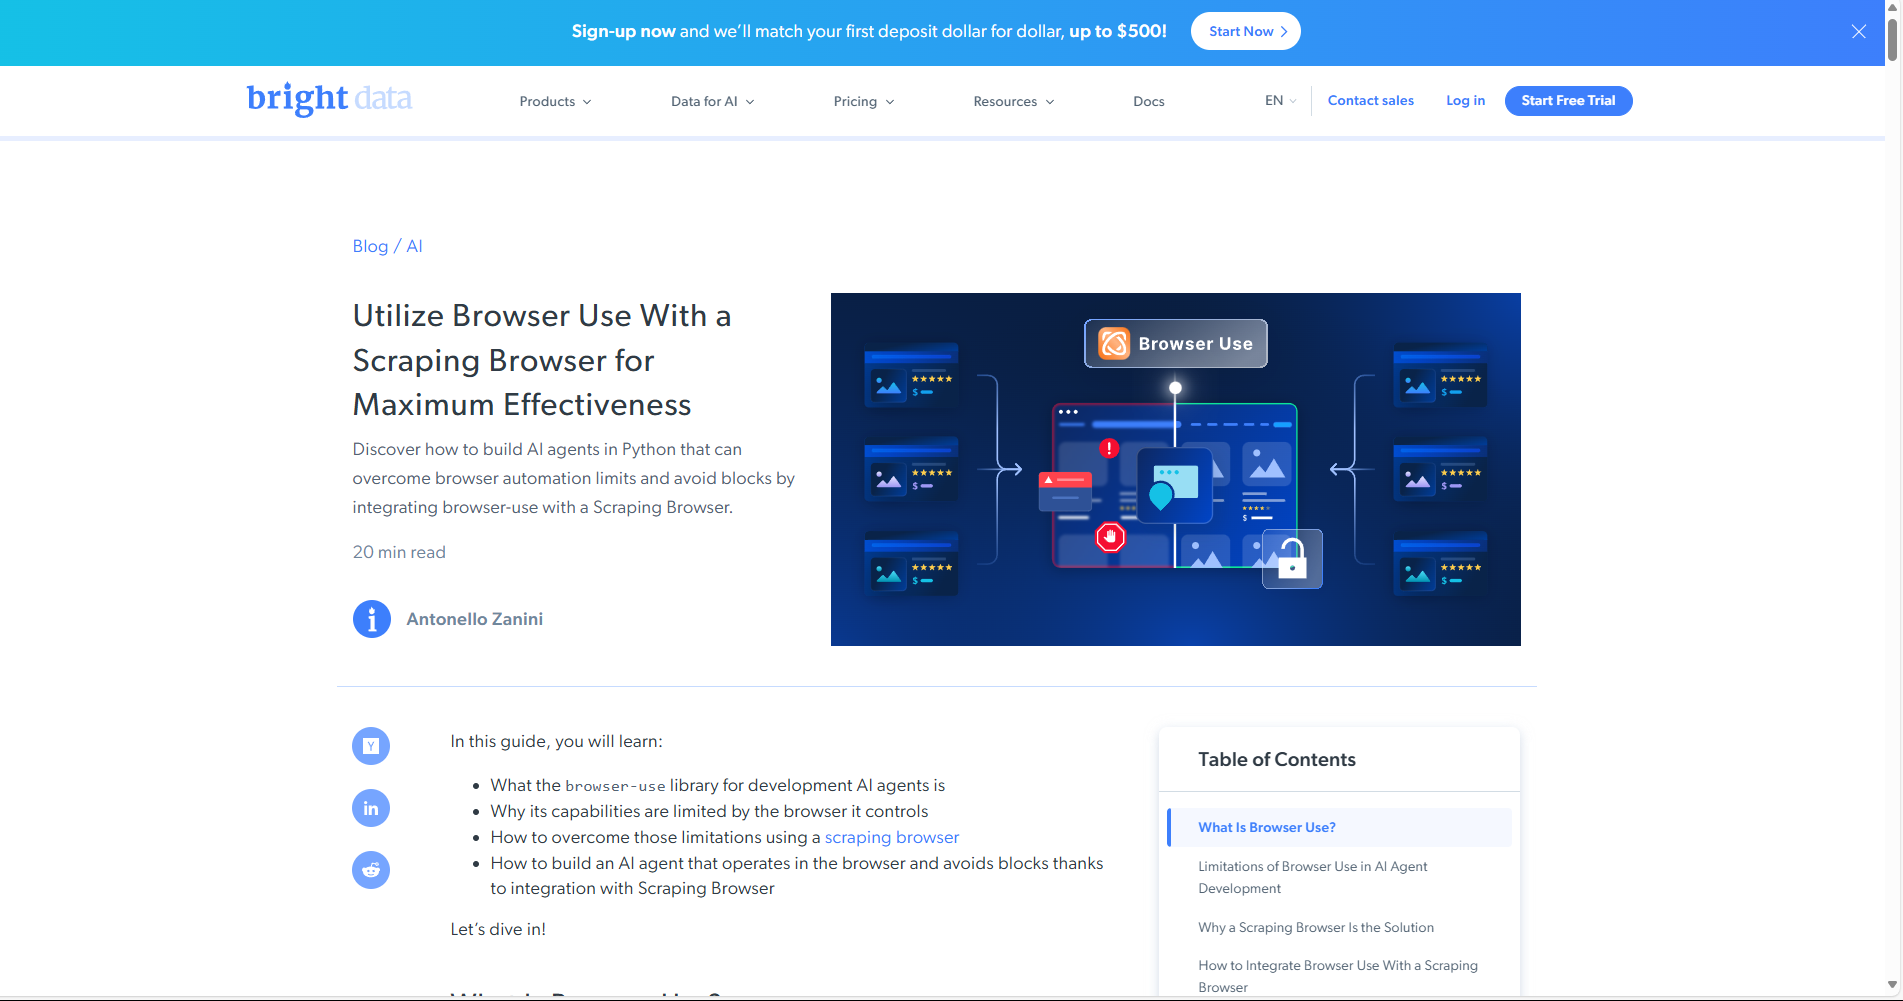 Sign-up now and we'll match your first deposit dollar for dollar, up to $500!
Start Now
bright data
Products
Data for AI
Pricing
Resources
Docs
EN
Contact sales
Log in
Start Free Trial
Blog / AI
Utilize Browser Use With a
Scraping Browser for
Maximum Effectiveness
Discover how to build AI agents in Python that can
overcome browser automation limits and avoid blocks by
integrating browser-use with a Scraping Browser.
20 min read
Antonello Zanini
Browser Use
In this guide, you will learn:
What the browser-use library for development AI agents is
Why its capabilities are limited by the browser it controls
How to overcome those limitations using a scraping browser
How to build an AI agent that operates in the browser and avoids blocks thanks
to integration with Scraping Browser
Let's dive in!
Table of Contents
What Is Browser Use?
Limitations of Browser Use in AI Agent
Development
Why a Scraping Browser Is the Solution
How to Integrate Browser Use With a Scraping
Browser